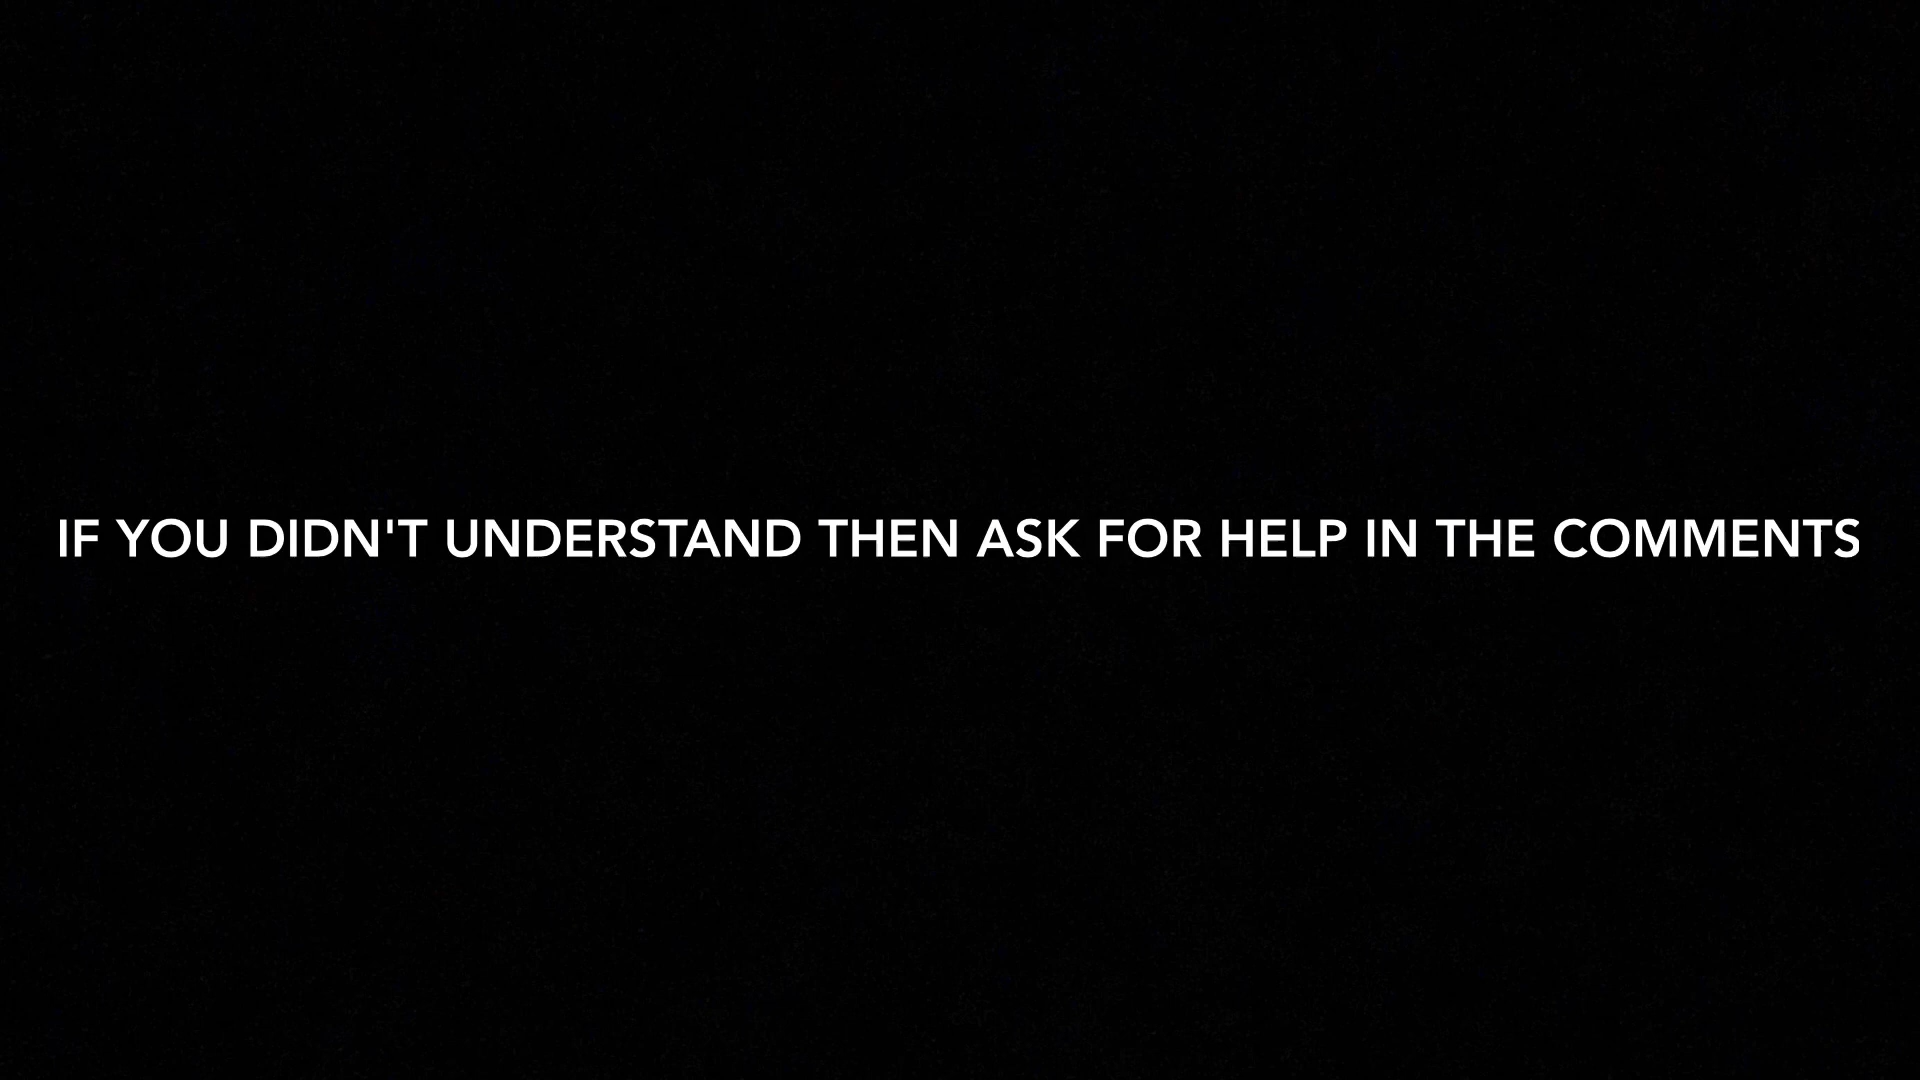 IF YOU DIDN'T UNDERSTAND THEN ASK FOR HELP IN THE COMMENTS